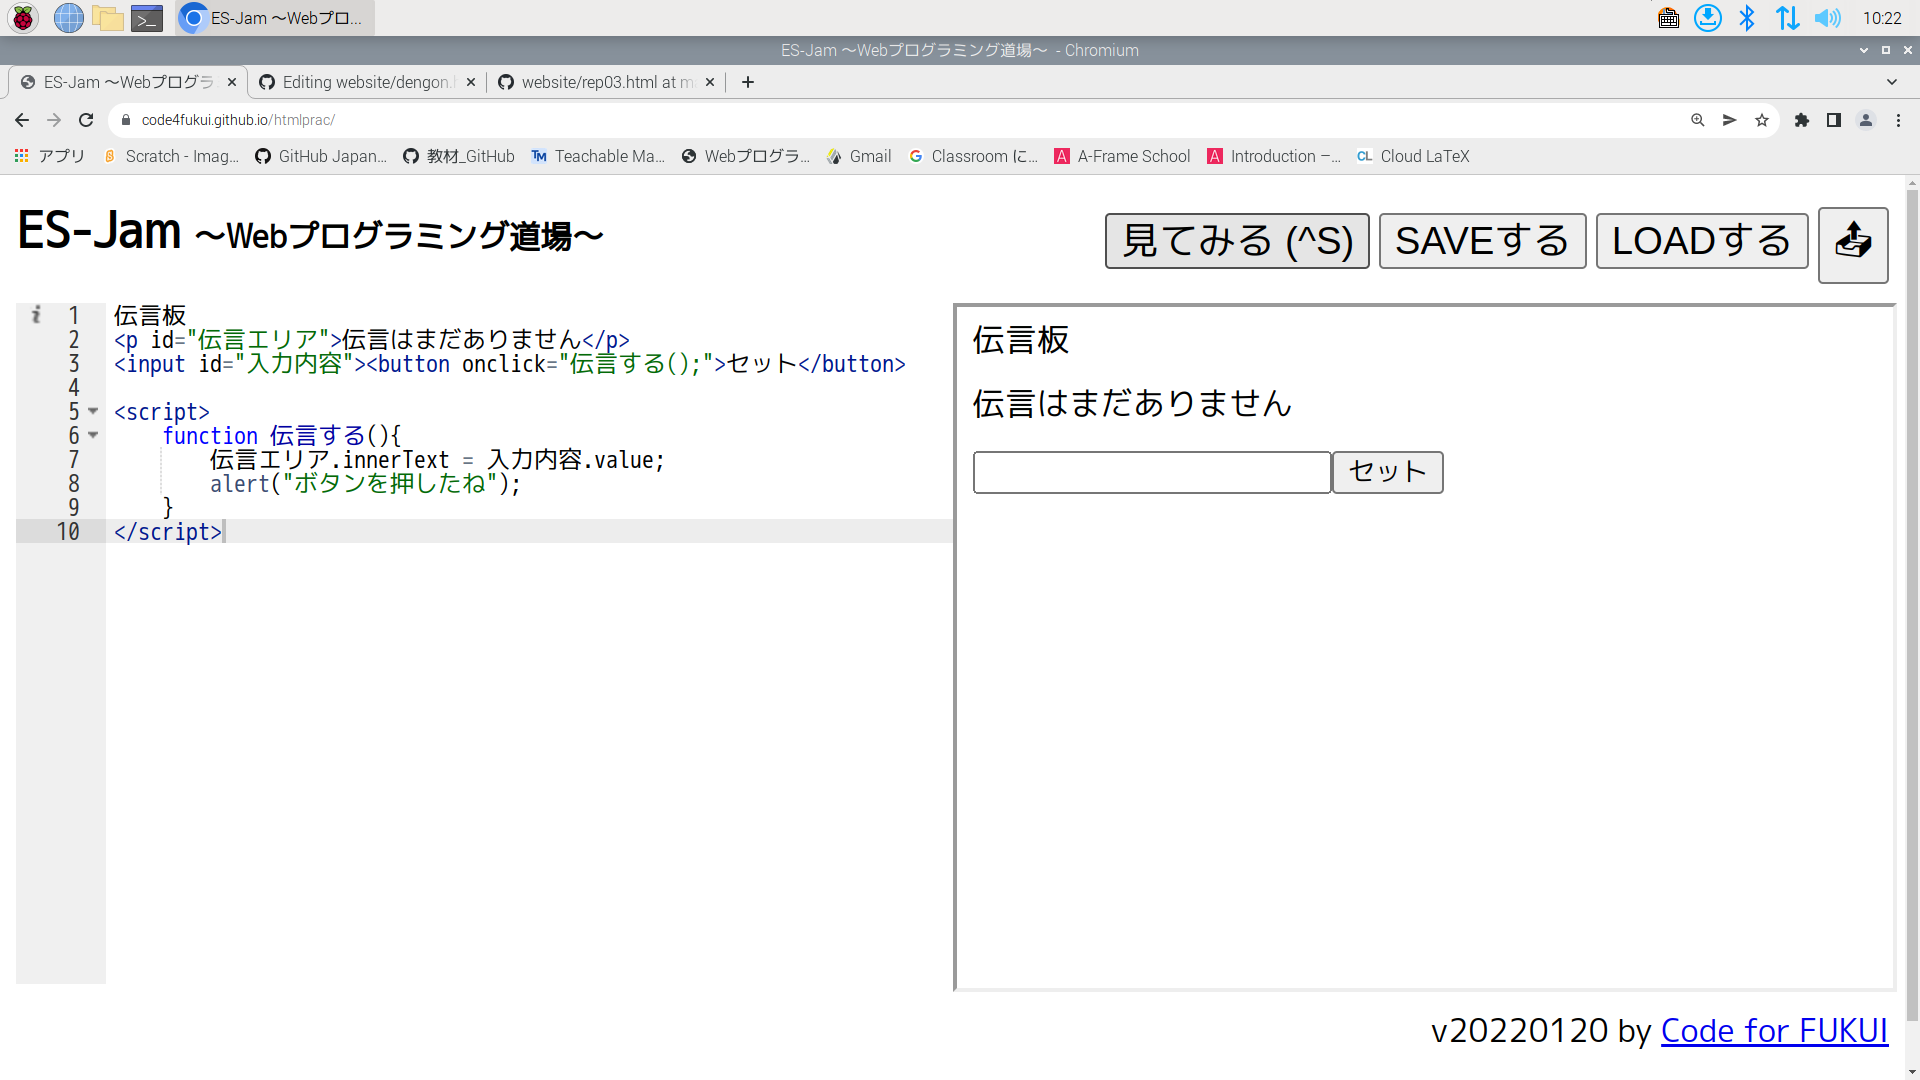 ES-Jam ～Webプロ...
10:22
ES-Jam ～Webプログラミング道場～ - Chromium
ES-Jam ～Webプログラ
Editing website/dengon.
website/rep03.html at m
code4fukui.github.io/htmlprac/
アプリ
Scratch - Imag...
GitHub Japan...
教材_GitHub
Teachable Ma...
Webプログラ...
Gmail
Classroom に...
A-Frame School
Introduction –...
Cloud LaTeX
ES-Jam ～Webプログラミング道場～
見てみる (^S)
SAVEする
LOADする
1 伝言板
2 <p id="伝言エリア">伝言はまだありません</p>
3 <input id="入力内容"><button onclick="伝言する();">セット</button>
4
5 <script>
6 function 伝言する(){
7 伝言エリア.innerText = 入力内容.value;
8 alert("ボタンを押したね");
9 }
10 </script>
伝言板
伝言はまだありません
セット
v20220120 by Code for FUKUI